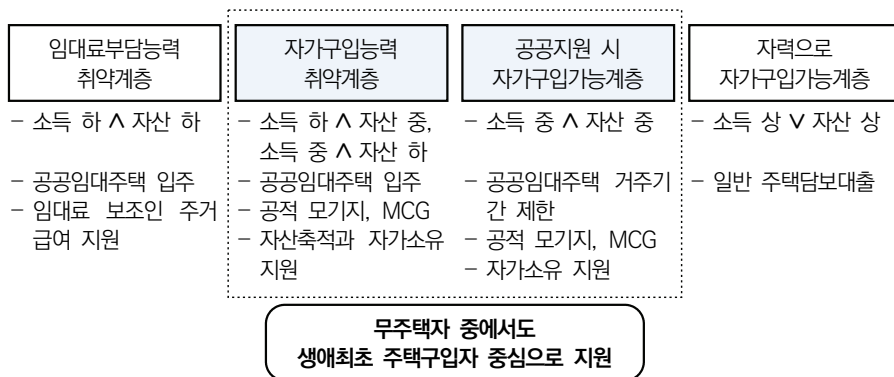 임대료부담능력
취약계층
- 소득 하 ∧ 자산 하
- 공공임대주택 입주
- 임대료 보조인 주거
급여 지원
자가구입능력
취약계층
- 소득 하 ∧ 자산 중,
소득 중 ∧ 자산 하
- 공공임대주택 입주
- 공적 모기지, MCG
- 자산축적과 자가소유
지원
공공지원 시
자가구입가능계층
- 소득 중 ∧ 자산 중
- 공공임대주택 거주기
간 제한
- 공적 모기지, MCG
- 자가소유 지원
자력으로
자가구입가능계층
- 소득 상 ∨ 자산 상
- 일반 주택담보대출
무주택자 중에서도
생애최초 주택구입자 중심으로 지원